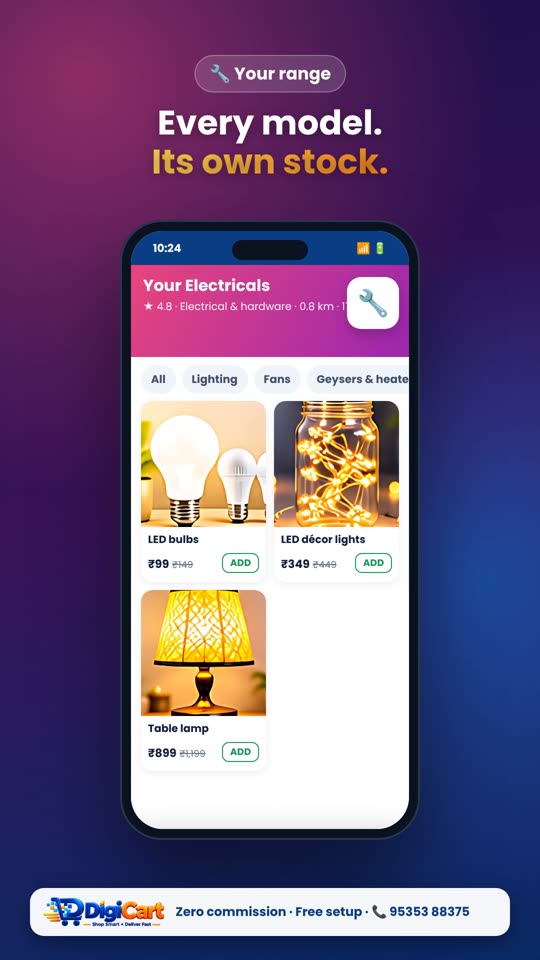 🔧 Your range
Every model.
Its own stock.
10:24
Your Electricals
★ 4.8 · Electrical & hardware · 0.8 km ·
All Lighting Fans Geysers & heate
LED bulbs LED décor lights
₹99 ₹149 ADD ₹349 ₹449 ADD
Table lamp
₹899 ₹1,199 ADD
DigiCart Zero commission · Free setup · 📞 95353 88375
Shop Smart • Deliver Fast